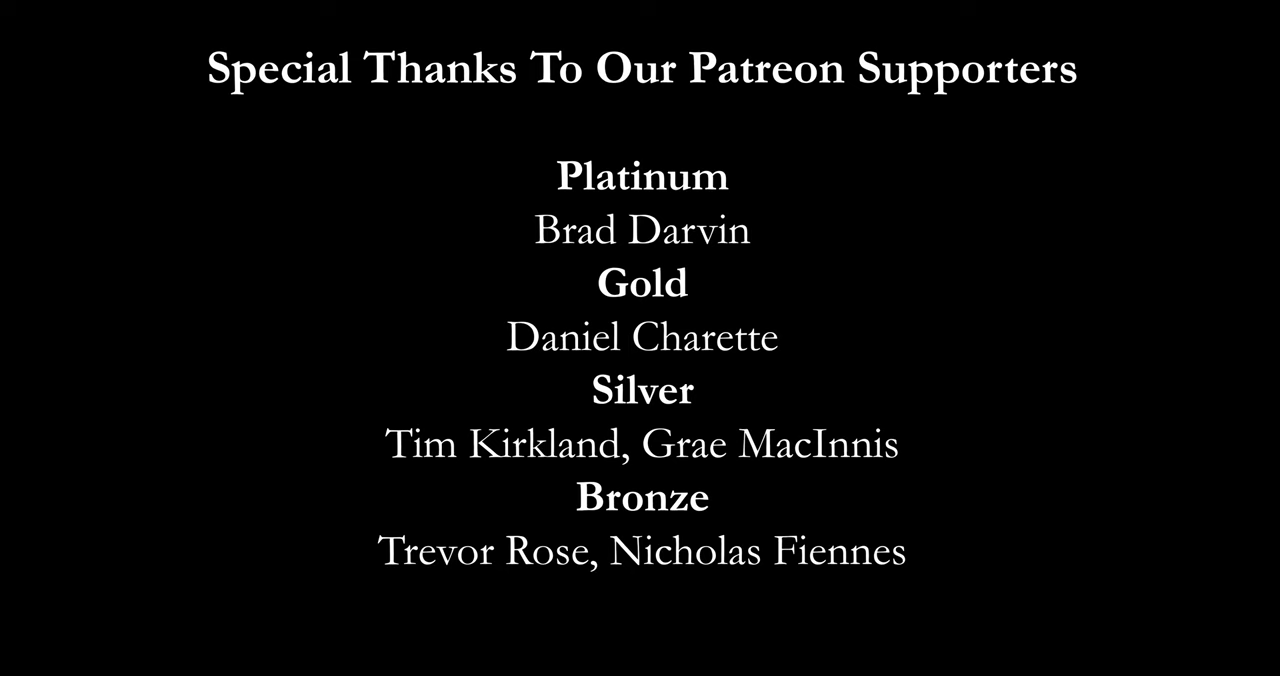 Special Thanks To Our Patreon Supporters
Platinum
Brad Darvin
Gold
Daniel Charette
Silver
Tim Kirkland, Grae MacInnis
Bronze
Trevor Rose, Nicholas Fiennes